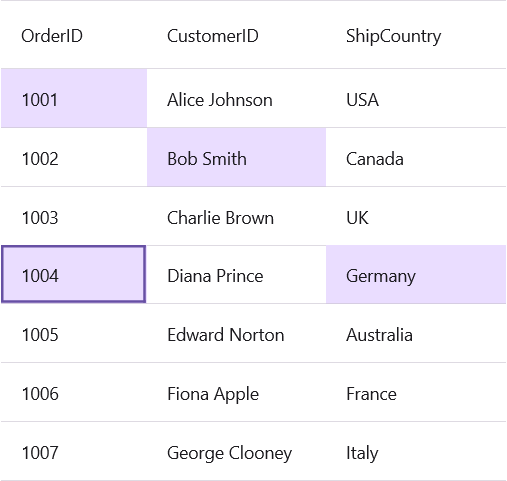 OrderID CustomerID ShipCountry
1001 Alice Johnson USA
1002 Bob Smith Canada
1003 Charlie Brown UK
1004 Diana Prince Germany
1005 Edward Norton Australia
1006 Fiona Apple France
1007 George Clooney Italy